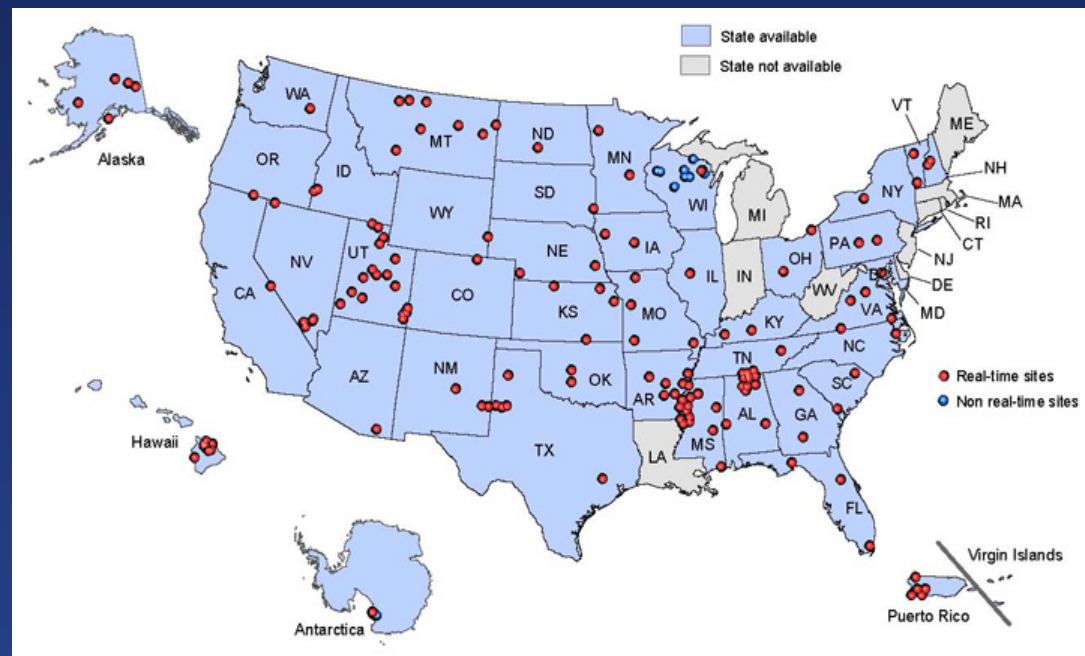 State available
State not available
Alaska
WA
OR
ID
MT
ND
MN
SD
WY
NE
IA
WI
MI
NY
VT
ME
NH
MA
RI
CT
NJ
DE
MD
PA
OH
IN
IL
WV
VA
KY
NC
TN
SC
GA
AL
MS
AR
MO
KS
CO
UT
NV
CA
AZ
NM
OK
TX
LA
FL
Real-time sites
Non real-time sites
Hawaii
Antarctica
Virgin Islands
Puerto Rico